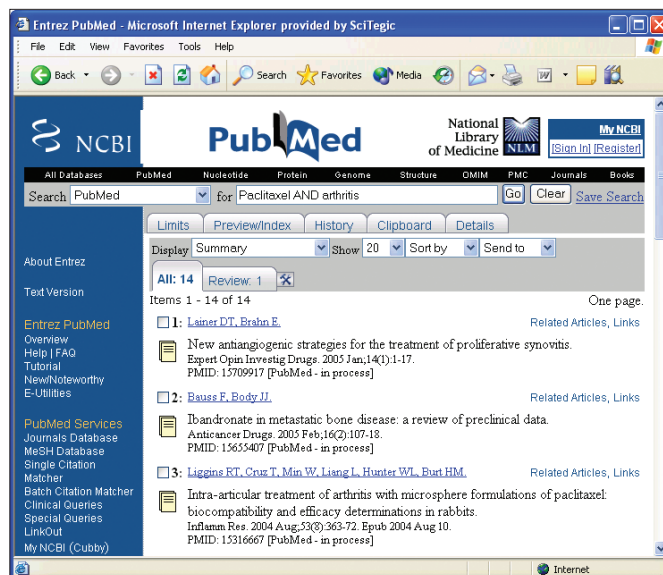 Entrez PubMed - Microsoft Internet Explorer provided by SciTegic
File Edit View Favorites Tools Help
Back Search Favorites Media
NCBI
PubMed
National
Library
of Medicine NLM
My NCBI
[Sign In] [Register]
All Databases PubMed Nucleotide Protein Genome Structure OMIM PMC Journals Books
Search PubMed for Paclitaxel AND arthritis Go Clear Save Search
Limits Preview/Index History Clipboard Details
Display Summary Show 20 Sort by Send to
All: 14 Review: 1
Items 1 - 14 of 14 One page.
About Entrez
Text Version
Entrez PubMed
Overview
Help | FAQ
Tutorial
New/Noteworthy
E-Utilities
PubMed Services
Journals Database
MeSH Database
Single Citation
Matcher
Batch Citation Matcher
Clinical Queries
Special Queries
LinkOut
My NCBI (Cubby)
1: Lainer DT, Brahn E. Related Articles, Links
New antiangiogenic strategies for the treatment of proliferative synovitis.
Expert Opin Investig Drugs. 2005 Jan;14(1):1-17.
PMID: 15709917 [PubMed - in process]
2: Bauss F, Body JJ. Related Articles, Links
Ibandronate in metastatic bone disease: a review of preclinical data.
Anticancer Drugs. 2005 Feb;16(2):107-18.
PMID: 15655407 [PubMed - in process]
3: Liggins RT, Cruz T, Min W, Liang L, Hunter WL, Burt HM. Related Articles, Links
Intra-articular treatment of arthritis with microsphere formulations of paclitaxel:
biocompatibility and efficacy determinations in rabbits.
Inflamm Res. 2004 Aug;53(8):363-72. Epub 2004 Aug 10.
PMID: 15316667 [PubMed - in process]
Internet